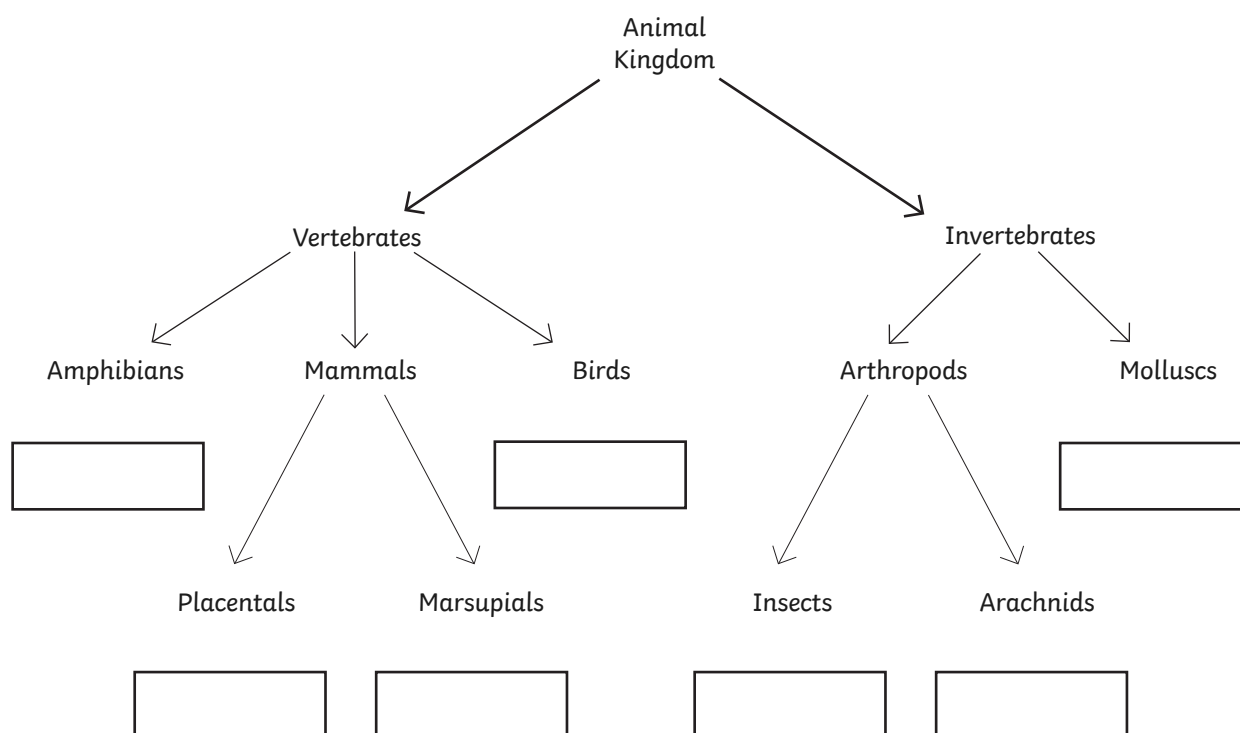 Animal
Kingdom
Vertebrates
Invertebrates
Amphibians
Mammals
Birds
Arthropods
Molluscs
Placentals
Marsupials
Insects
Arachnids